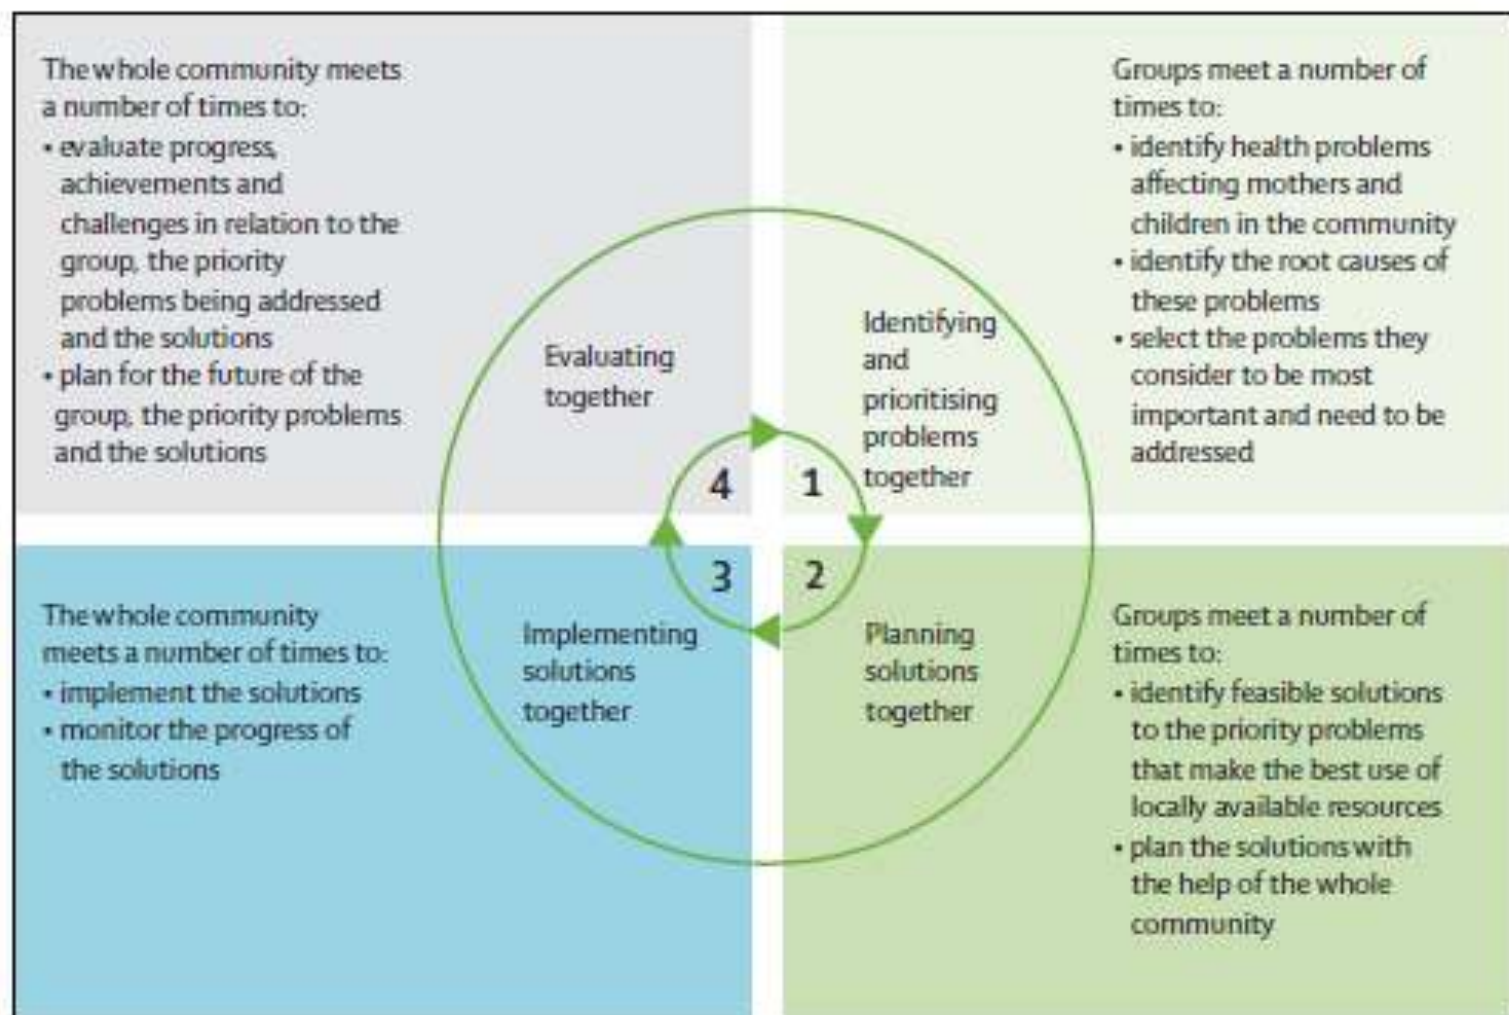 The whole community meets
a number of times to:
• evaluate progress,
achievements and
challenges in relation to the
group, the priority
problems being addressed
and the solutions
• plan for the future of the
group, the priority problems
and the solutions
Evaluating
together
4
Groups meet a number of
times to:
• identify health problems
affecting mothers and
children in the community
• identify the root causes of
these problems
• select the problems they
consider to be most
important and need to be
addressed
Identifying
and
prioritising
problems
together
1
The whole community
meets a number of times to:
• implement the solutions
• monitor the progress of
the solutions
Implementing
solutions
together
3
Groups meet a number of
times to:
• identify feasible solutions
to the priority problems
that make the best use of
locally available resources
• plan the solutions with
the help of the whole
community
Planning
solutions
together
2